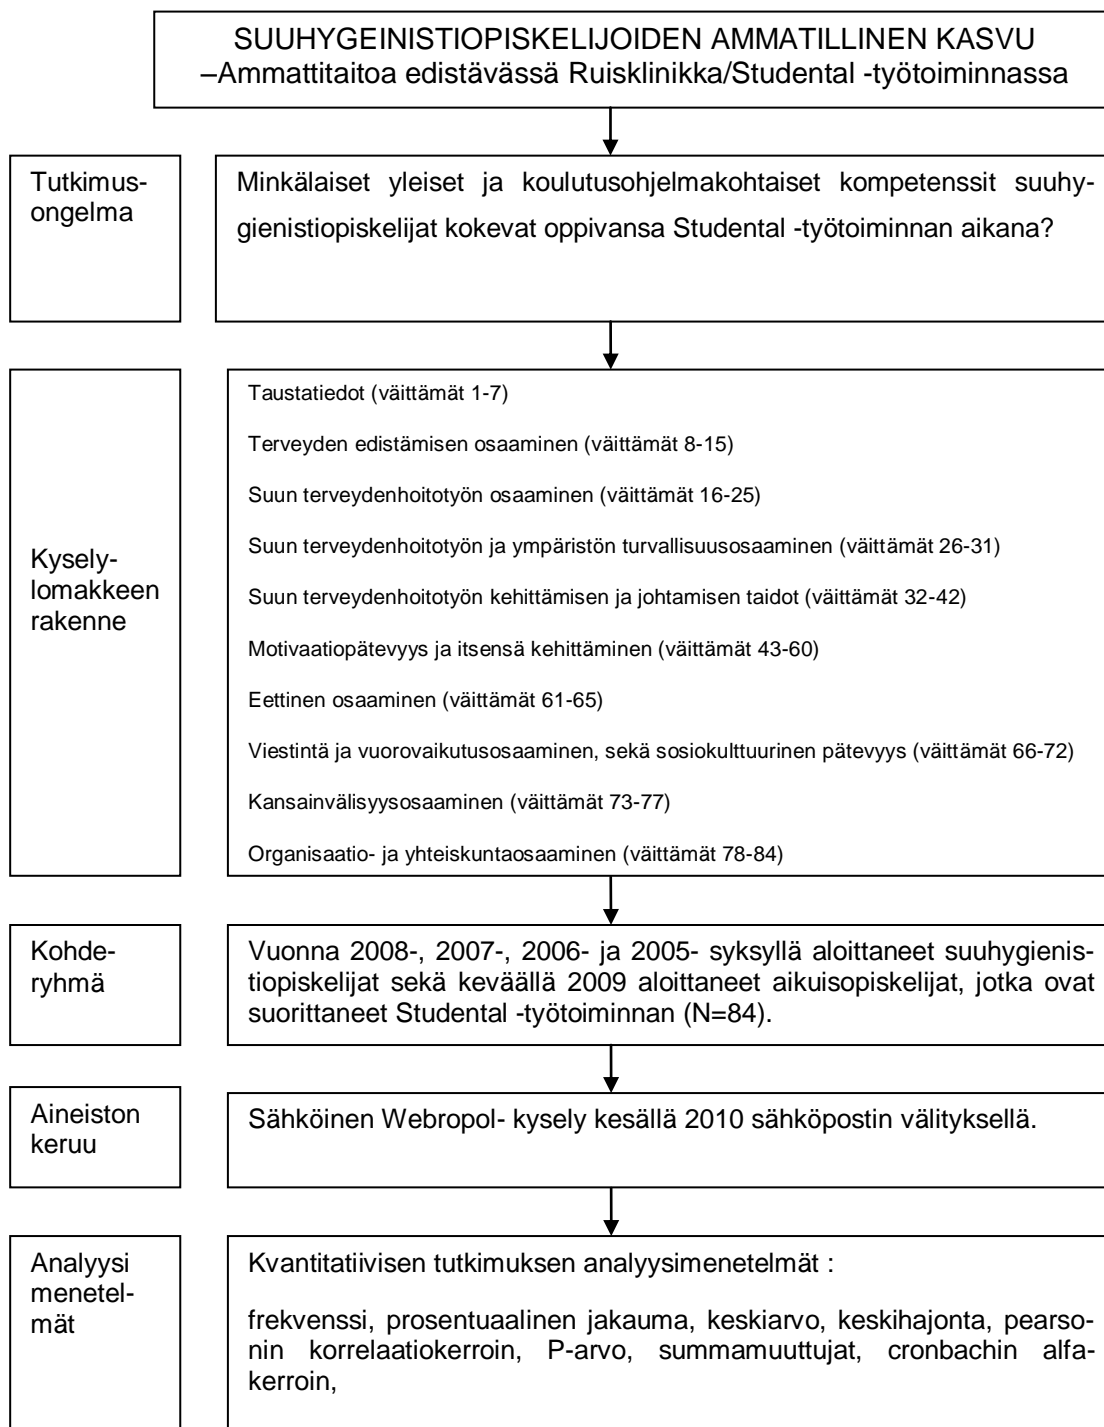 SUUHYGEINISTIOPISKELIJOIDEN AMMATILLINEN KASVU
–Ammattitaitoa edistävässä Ruisklinikka/Studental -työtoiminnassa
Tutkimus-
ongelma
Minkälaiset yleiset ja koulutusohjelmakohtaiset kompetenssit suuhy-
gienistiopiskelijat kokevat oppivansa Studental -työtoiminnan aikana?
Kysely-
lomakkeen
rakenne
Taustatiedot (väittämät 1-7)
Terveyden edistämisen osaaminen (väittämät 8-15)
Suun terveydenhoitotyön osaaminen (väittämät 16-25)
Suun terveydenhoitotyön ja ympäristön turvallisuusosaaminen (väittämät 26-31)
Suun terveydenhoitotyön kehittämisen ja johtamisen taidot (väittämät 32-42)
Motivaatiopätevyys ja itsensä kehittäminen (väittämät 43-60)
Eettinen osaaminen (väittämät 61-65)
Viestintä ja vuorovaikutusosaaminen, sekä sosiokulttuurinen pätevyys (väittämät 66-72)
Kansainvälisyysosaaminen (väittämät 73-77)
Organisaatio- ja yhteiskuntaosaaminen (väittämät 78-84)
Kohde-
ryhmä
Vuonna 2008-, 2007-, 2006- ja 2005- syksyllä aloittaneet suuhygienis-
tiopiskelijat sekä keväällä 2009 aloittaneet aikuisopiskelijat, jotka ovat
suorittaneet Studental -työtoiminnan (N=84).
Aineiston
keruu
Sähköinen Webropol- kysely kesällä 2010 sähköpostin välityksellä.
Analyysi
menetel-
mät
Kvantitatiivisen tutkimuksen analyysimenetelmät :
frekvenssi, prosentuaalinen jakauma, keskiarvo, keskihajonta, pearso-
nin korrelaatiokerroin, P-arvo, summamuuttujat, cronbachin alfa-
kerroin,